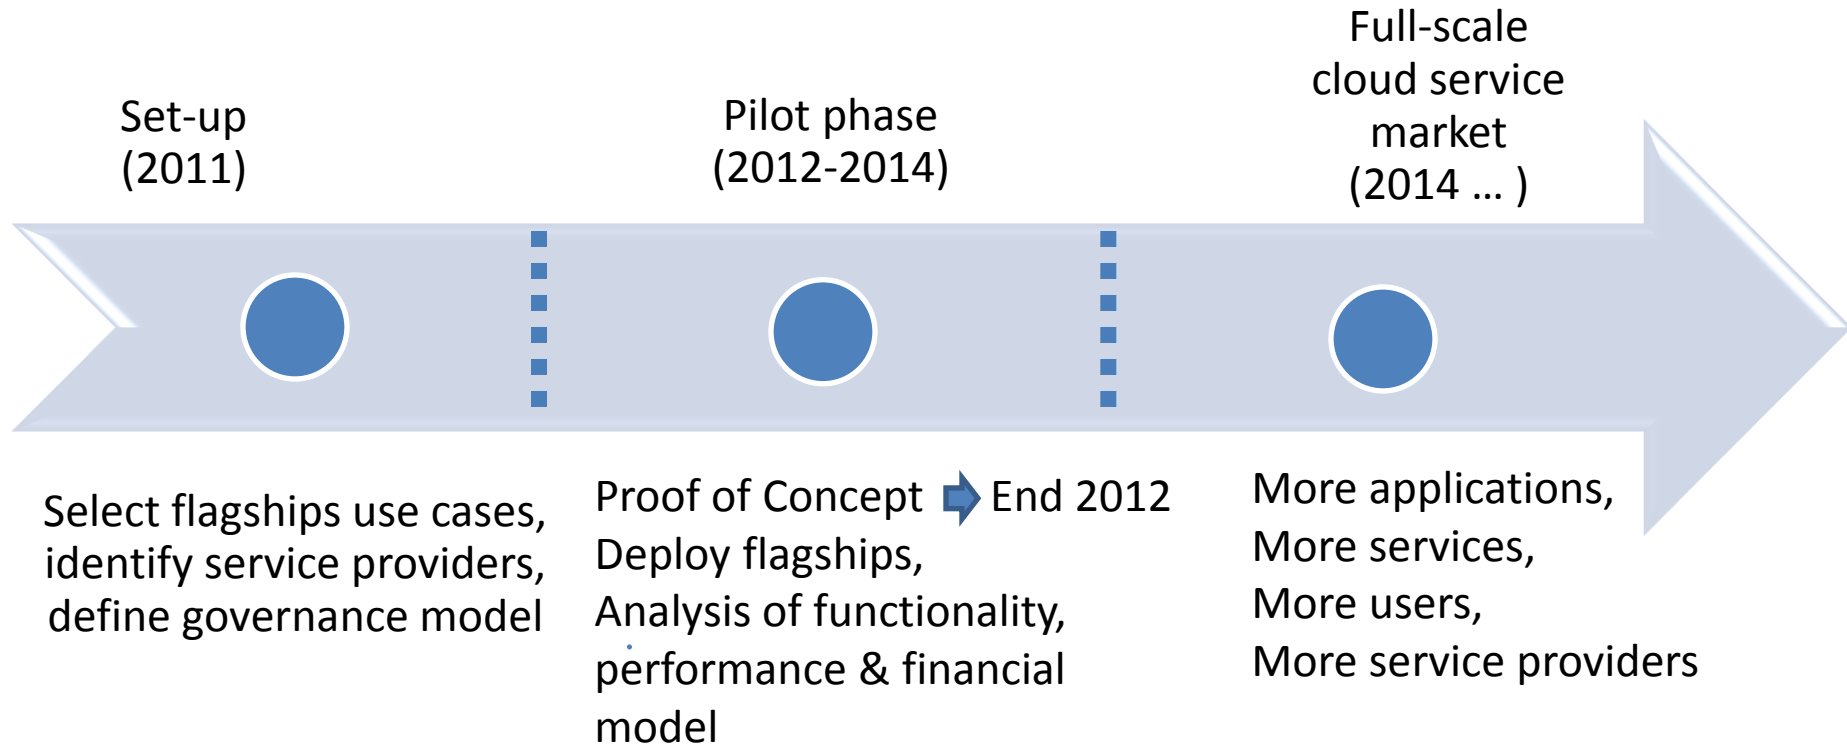 Set-up
(2011)
Pilot phase
(2012-2014)
Full-scale
cloud service
market
(2014 ... )
Select flagships use cases,
identify service providers,
define governance model
Proof of Concept End 2012
Deploy flagships,
Analysis of functionality,
performance & financial
model
More applications,
More services,
More users,
More service providers